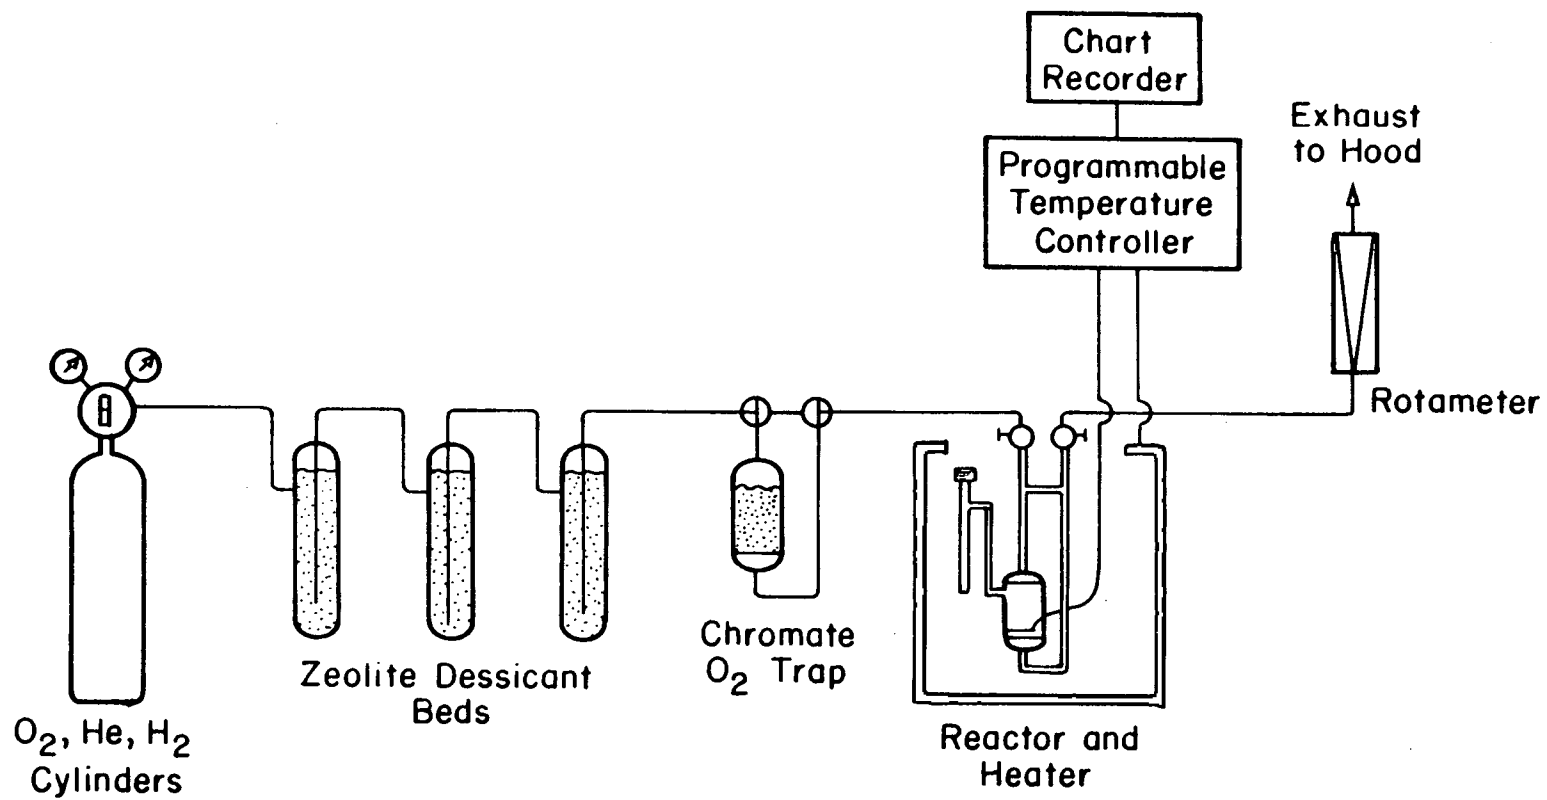 Chart
Recorder
Exhaust
to Hood
Programmable
Temperature
Controller
Rotameter
Chromate
O2 Trap
Zeolite Dessicant
Beds
O2, He, H2
Cylinders
Reactor and
Heater